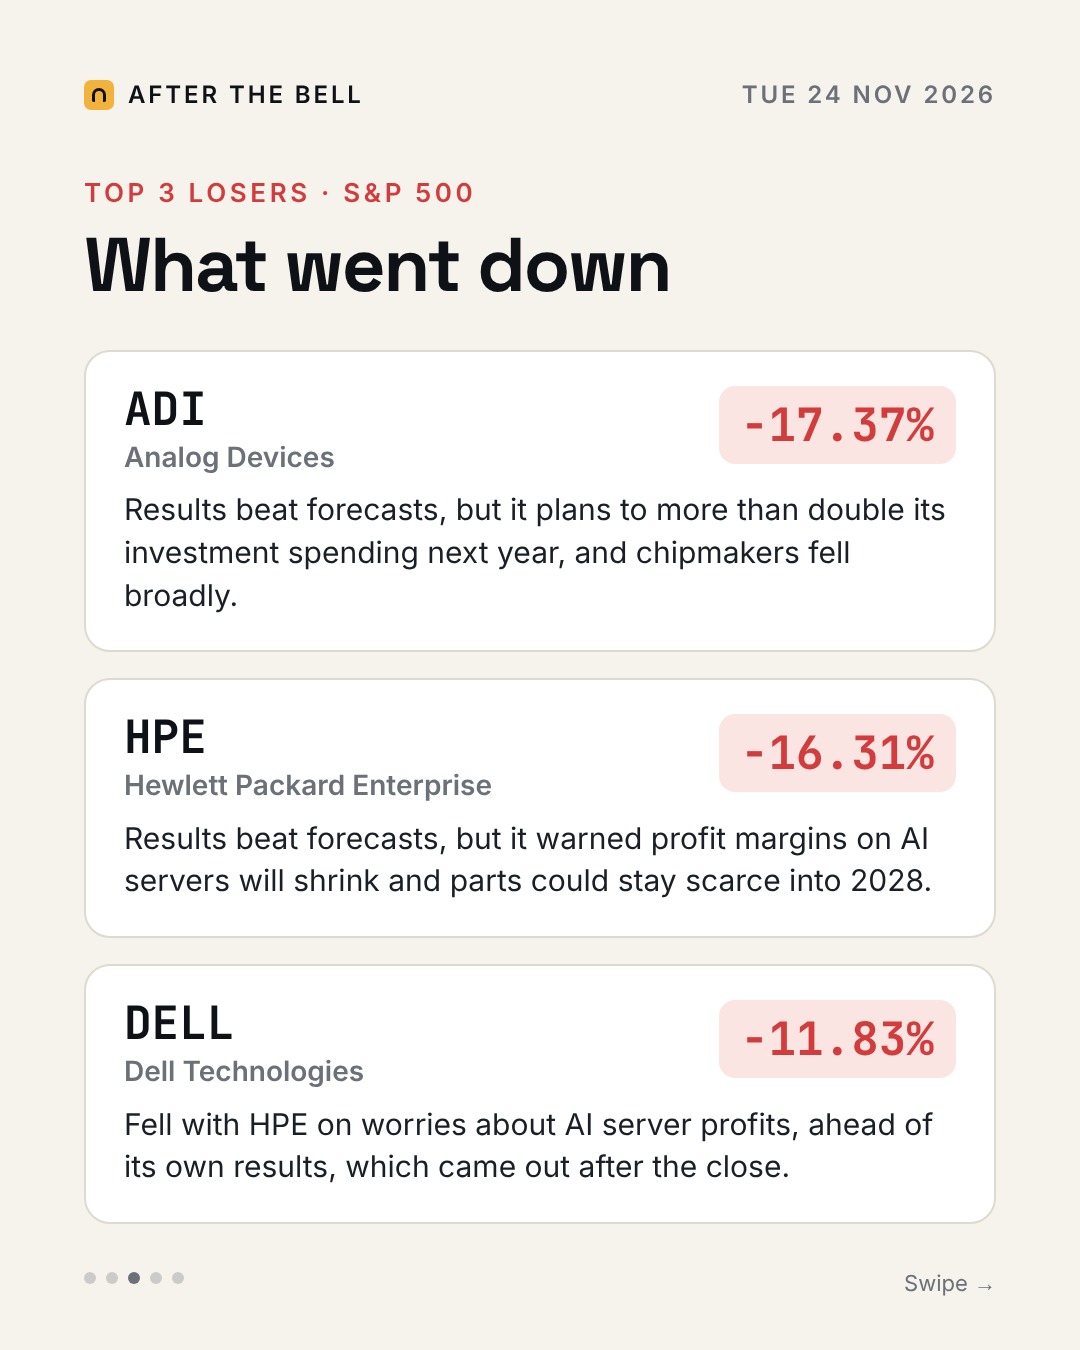 AFTER THE BELL
TUE 24 NOV 2026
TOP 3 LOSERS · S&P 500
What went down
ADI
-17.37%
Analog Devices
Results beat forecasts, but it plans to more than double its
investment spending next year, and chipmakers fell
broadly.
HPE
-16.31%
Hewlett Packard Enterprise
Results beat forecasts, but it warned profit margins on AI
servers will shrink and parts could stay scarce into 2028.
DELL
-11.83%
Dell Technologies
Fell with HPE on worries about AI server profits, ahead of
its own results, which came out after the close.
Swipe →